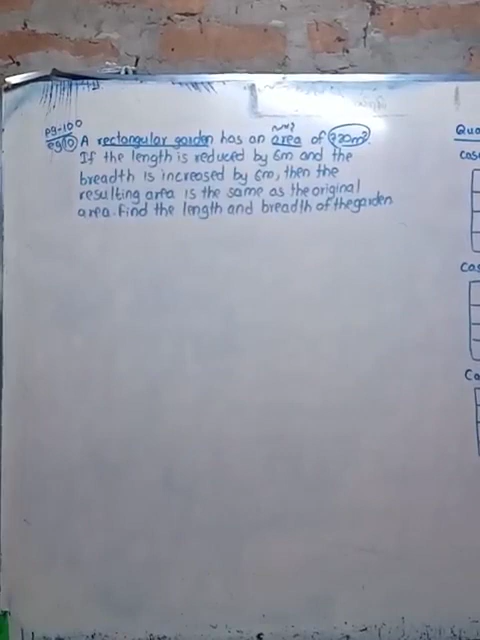 Pg-100
eg 10 A rectangular garden has an area of 720m².
If the length is reduced by 6m and the
breadth is increased by 6m, then the
resulting area is the same as the original
area. Find the length and breadth of the garden
Qua
Cas
Cas
Ca